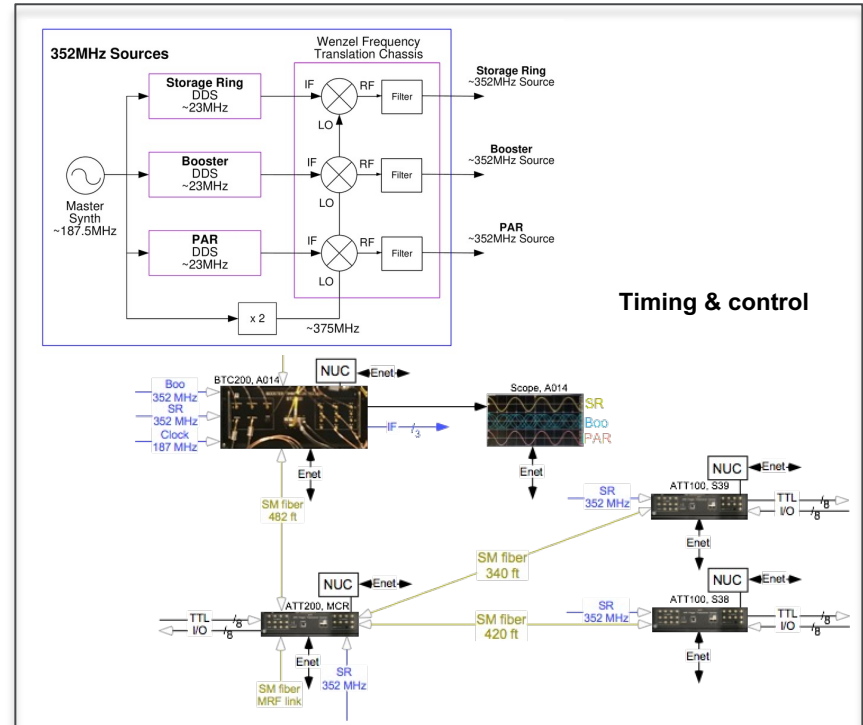 352MHz Sources
Wenzel Frequency
Translation Chassis
Storage Ring
DDS
~23MHz
IF
RF
Filter
LO
Storage Ring
~352MHz Source
Booster
DDS
~23MHz
IF
RF
Filter
LO
Booster
~352MHz Source
Master
Synth
~187.5MHz
PAR
DDS
~23MHz
IF
RF
Filter
LO
PAR
~352MHz Source
x 2
~375MHz
Timing & control
BTC200, A014
NUC
Enet
Boo
352 MHz
SR
352 MHz
Clock
187 MHz
IF
3
Enet
Scope, A014
SR
Boo
PAR
Enet
SM fiber
482 ft
NUC
Enet
ATT100, S39
SR
352 MHz
TTL
8
I/O
8
Enet
SM fiber
340 ft
NUC
Enet
ATT200, MCR
TTL
8
I/O
8
Enet
SM fiber
MRF link
SR
352 MHz
SM fiber
420 ft
NUC
Enet
ATT100, S38
SR
352 MHz
TTL
8
I/O
8
Enet